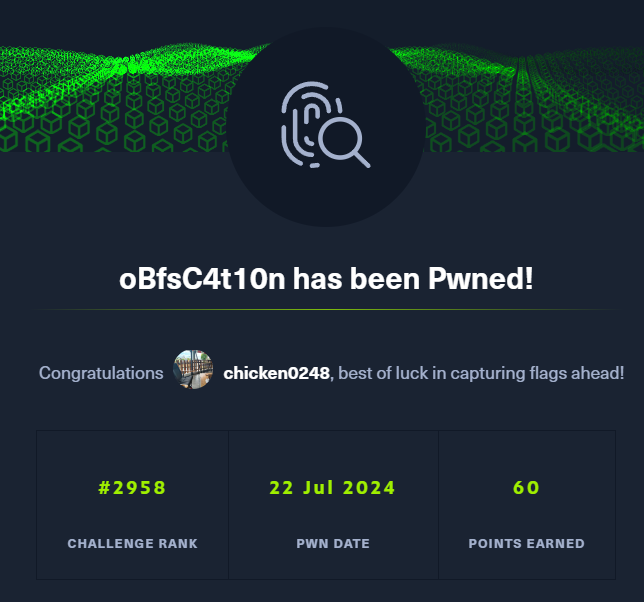 oBfsC4t10n has been Pwned!
Congratulations chicken0248, best of luck in capturing flags ahead!
#2958 22 Jul 2024 60
CHALLENGE RANK PWN DATE POINTS EARNED